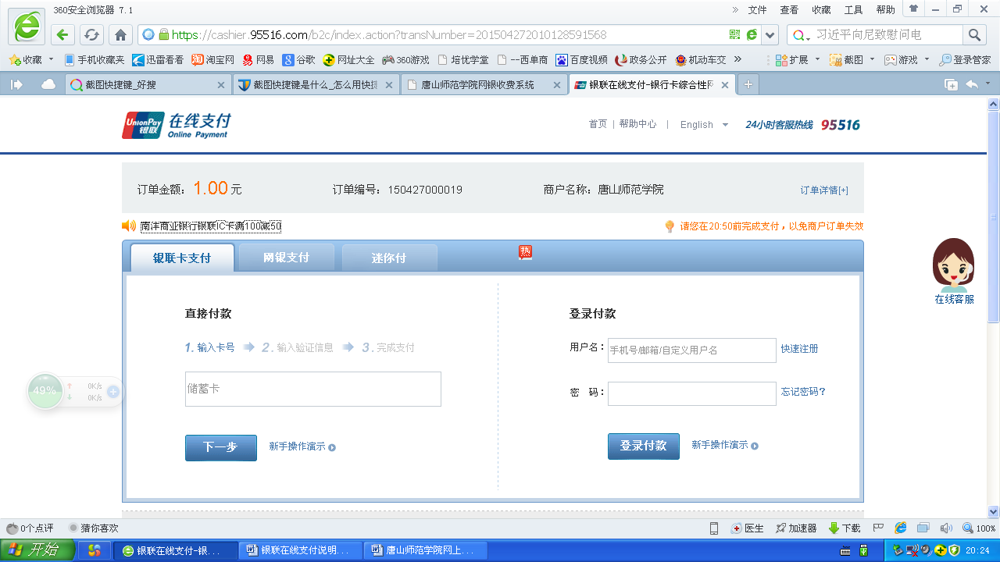 360安全浏览器 7.1
» 文件 查看 收藏 工具 帮助
https://cashier.95516.com/b2c/index.action?transNumber=201504272010128391568
习近平向尼致慰问电
收藏 手机收藏夹 迅雷看看 淘宝网 网易 谷歌 网址大全 360游戏 培优学堂 --西单商 百度视频 政务公开 机动车交 » 扩展 截图 游戏 登录管家
截图快捷键_好搜 截图快捷键是什么_怎么用快捷 唐山师范学院网银收费系统 银联在线支付-银行卡综合性网
UnionPay 银联 在线支付 Online Payment
首页 | 帮助中心 | English 24小时客服热线 95516
订单金额： 1.00 元 订单编号： 150427000019 商户名称： 唐山师范学院 订单详情[+]
南洋商业银行银联IC卡满100减50
请您在20:50前完成支付，以免商户订单失效
银联卡支付 网银支付 迷你付 热
直接付款
1. 输入卡号 2. 输入验证信息 3. 完成支付
储蓄卡
下一步 新手操作演示
登录付款
用户名： 手机号/邮箱/自定义用户名 快速注册
密 码： 忘记密码?
登录付款 新手操作演示
在线客服
49% 0K/s
0K/s
0个点评 猜你喜欢 医生 加速器 下载 100%
开始 银联在线支付-银... 银联在线支付说明... 唐山师范学院网上... 20:24